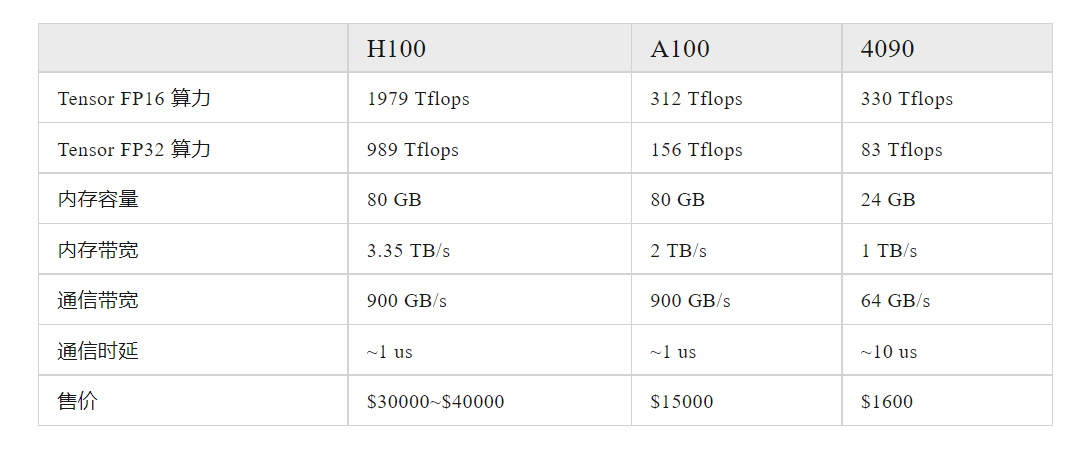 H100 A100 4090
Tensor FP16 算力 1979 Tflops 312 Tflops 330 Tflops
Tensor FP32 算力 989 Tflops 156 Tflops 83 Tflops
内存容量 80 GB 80 GB 24 GB
内存带宽 3.35 TB/s 2 TB/s 1 TB/s
通信带宽 900 GB/s 900 GB/s 64 GB/s
通信时延 ~1 us ~1 us ~10 us
售价 $30000~$40000 $15000 $1600